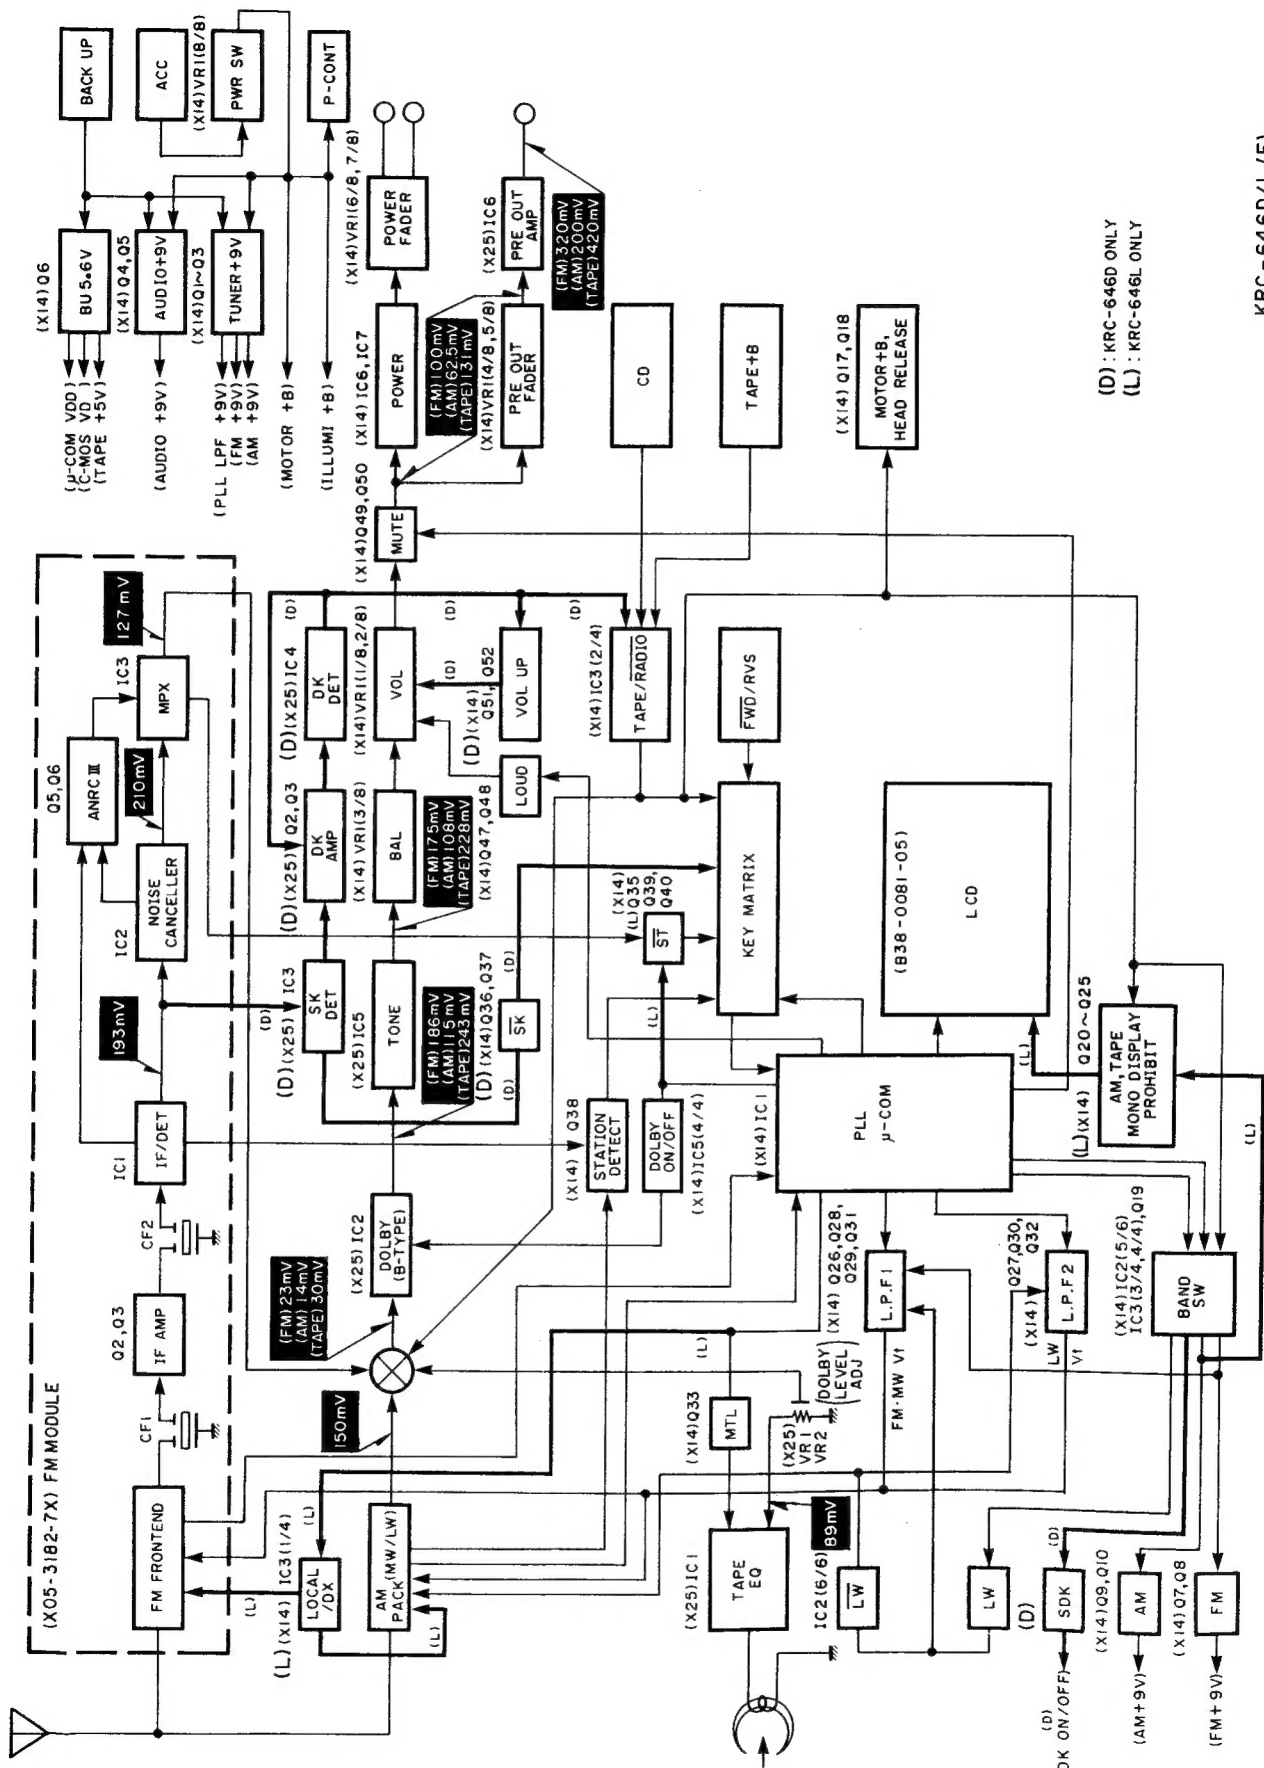 (X05-3182-7X) FM MODULE
FM FRONTEND
CF1
Q2,Q3
IF AMP
CF2
IC1
IF/DET
193mV
IC2
NOISE
CANCELLER
210mV
Q5,Q6
ANRC III
IC3
MPX
127mV
(μ-COM VDD)
(C-MOS VD)
(TAPE +5V)
(AUDIO +9V)
(PLL LPF +9V)
(FM +9V)
(AM +9V)
(MOTOR +B)
(ILLUMI +B)
(X14)Q6
BU5.6V
(X14)Q4,Q5
AUDIO+9V
(X14)Q1~Q3
TUNER+9V
BACK UP
ACC
(X14)VR1(8/8)
PWR SW
P-CONT
(L)
(L)(X14) IC3(1/4)
LOCAL
/DX
(L)
AM
PACK
(MW/LW)
(L)
150mV
(FM)23mV
(AM)14mV
(TAPE)30mV
(X25)IC2
DOLBY
(B-TYPE)
(FM)186mV
(AM)115mV
(TAPE)243mV
(X25)IC5
TONE
(FM)175mV
(AM)108mV
(TAPE)228mV
(X14)VR1(3/8)
BAL
(X14)VR1(1/8,2/8)
VOL
(X14)Q49,Q50
MUTE
(X14)IC6,IC7
POWER
(X14)VR1(6/8,7/8)
POWER
FADER
(FM)100mV
(AM)62.5mV
(TAPE)131mV
(X14)VR1(4/8,5/8)
PRE OUT
FADER
(X25)IC6
PRE OUT
AMP
(FM)320mV
(AM)200mV
(TAPE)420mV
(D)
(D)(X25) IC3
SK
DET
(D)(X25) Q2,Q3
DK
AMP
(D)(X25)IC4
DK
DET
(D)
(D)(X14)Q36,Q37
SK
(D)
(D)
(X14)Q47,Q48
LOUD
(D)(X14)
Q51, Q52
VOL UP
(D)
(D)
(D)
(X14) Q38
STATION
DETECT
DOLBY
ON/OFF
(X14)IC5(4/4)
(L)
(X14)
(L)Q35
Q39,
Q40
ST
KEY MATRIX
FWD/RVS
TAPE/RADIO
(X14)IC3(2/4)
CD
TAPE+B
(X14)Q17,Q18
MOTOR+B,
HEAD RELEASE
(X14)IC1
PLL
μ-COM
(B38-0081-05)
LCD
(L)
(L)(X14) Q20~Q25
AM,TAPE
MONO DISPLAY
PROHIBIT
(L)
(X25)IC1
TAPE
EQ
(X14)Q33
MTL
(L)
89mV
(X25)
VR1
VR2
(DOLBY
LEVEL
ADJ)
(X14) Q26,Q28,
Q29,Q31
L.P.F1
FM·MW Vt
(X14) Q27,Q30,
Q32
L.P.F2
LW Vt
IC2(6/6)
LW
(X14)IC2(5/6)
IC3(3/4,4/4),Q19
BAND
SW
LW
(D)
SDK
(D)
(D)
DK ON/OFF)
(X14)Q9,Q10
AM
(AM+9V)
(X14)Q7,Q8
FM
(FM+9V)
(D): KRC-646D ONLY
(L): KRC-646L ONLY